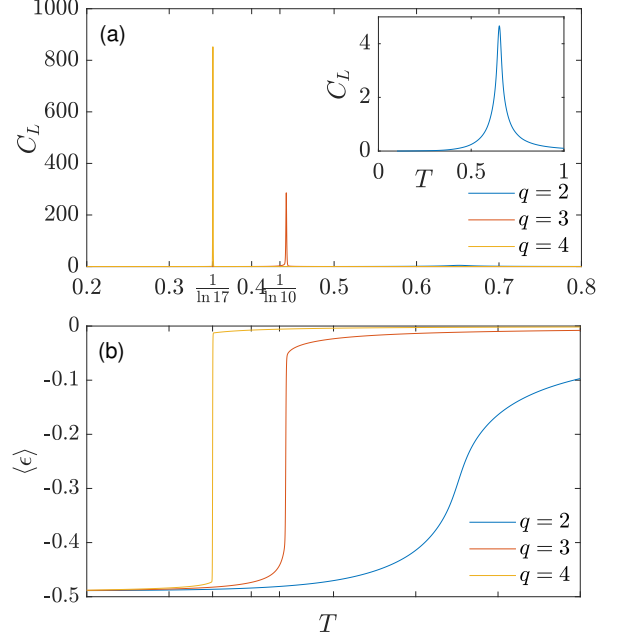 (a)
1000
800
600
400
200
0
C_L
4
2
0
C_L
0
0.5
1
T
q = 2
q = 3
q = 4
0.2
0.3
1/ln 17
0.4
1/ln 10
0.5
0.6
0.7
0.8
(b)
0
-0.1
-0.2
-0.3
-0.4
-0.5
⟨ϵ⟩
q = 2
q = 3
q = 4
T